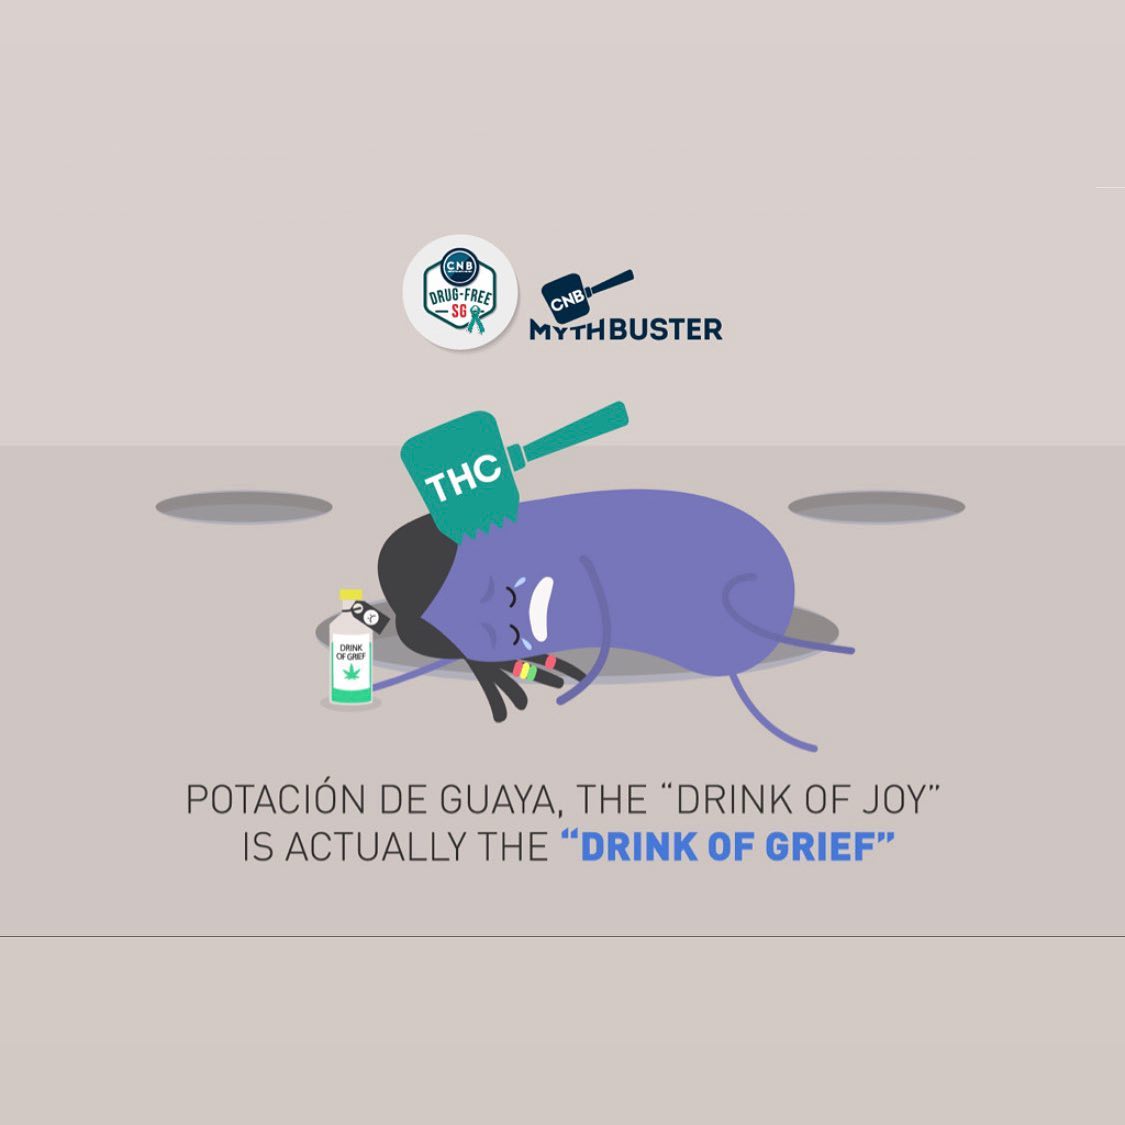 CNB
DRUG-FREE
SG
CNB
MYTHBUSTER
THC
DRINK
OF GRIEF
POTACIÓN DE GUAYA, THE “DRINK OF JOY”
IS ACTUALLY THE “DRINK OF GRIEF”